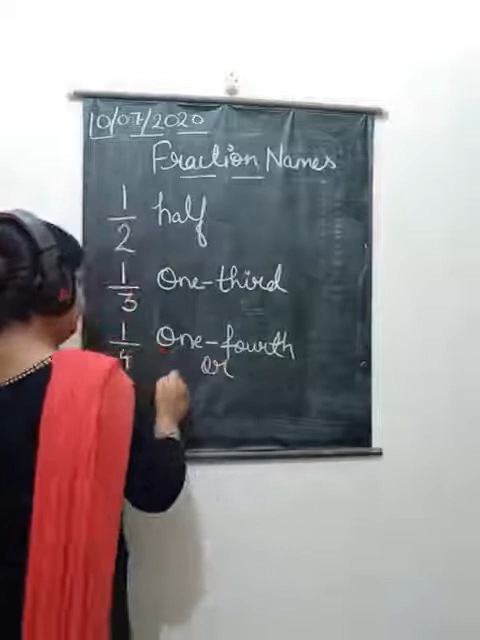 10/07/2020
Fraction Names
1/2 half
1/3 One-third
1/4 One-fourth
or